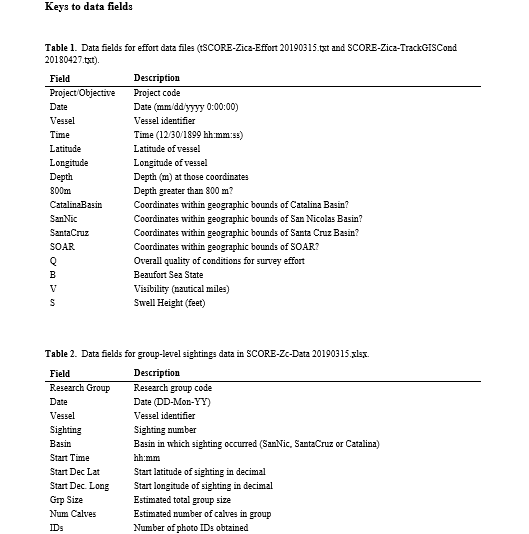 Keys to data fields
Table 1. Data fields for effort data files (tSCORE-Zica-Effort 20190315.txt and SCORE-Zica-TrackGISCond
20180427.txt).
Field Description
Project/Objective Project code
Date Date (mm/dd/yyyy 0:00:00)
Vessel Vessel identifier
Time Time (12/30/1899 hh:mm:ss)
Latitude Latitude of vessel
Longitude Longitude of vessel
Depth Depth (m) at those coordinates
800m Depth greater than 800 m?
CatalinaBasin Coordinates within geographic bounds of Catalina Basin?
SanNic Coordinates within geographic bounds of San Nicolas Basin?
SantaCruz Coordinates within geographic bounds of Santa Cruz Basin?
SOAR Coordinates within geographic bounds of SOAR?
Q Overall quality of conditions for survey effort
B Beaufort Sea State
V Visibility (nautical miles)
S Swell Height (feet)
Table 2. Data fields for group-level sightings data in SCORE-Zc-Data 20190315.xlsx.
Field Description
Research Group Research group code
Date Date (DD-Mon-YY)
Vessel Vessel identifier
Sighting Sighting number
Basin Basin in which sighting occurred (SanNic, SantaCruz or Catalina)
Start Time hh:mm
Start Dec Lat Start latitude of sighting in decimal
Start Dec. Long Start longitude of sighting in decimal
Grp Size Estimated total group size
Num Calves Estimated number of calves in group
IDs Number of photo IDs obtained